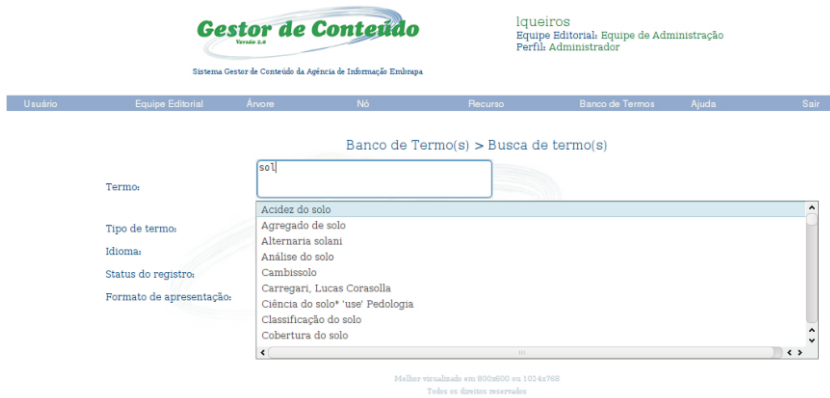 Gestor de Conteúdo
Versão 2.4
Sistema Gestor de Conteúdo da Agência de Informação Embrapa
lqueiros
Equipe Editorial: Equipe de Administração
Perfil: Administrador
Usuário Equipe Editorial Árvore Nó Recurso Banco de Termos Ajuda Sair
Banco de Termo(s) > Busca de termo(s)
Termo:
sol
Tipo de termo:
Idioma:
Status do registro:
Formato de apresentação:
Acidez do solo
Agregado de solo
Alternaria solani
Análise do solo
Cambissolo
Carregari, Lucas Corasolla
Ciência do solo* 'use' Pedologia
Classificação do solo
Cobertura do solo
Melhor visualizado em 800x600 ou 1024x768
Todos os direitos reservados